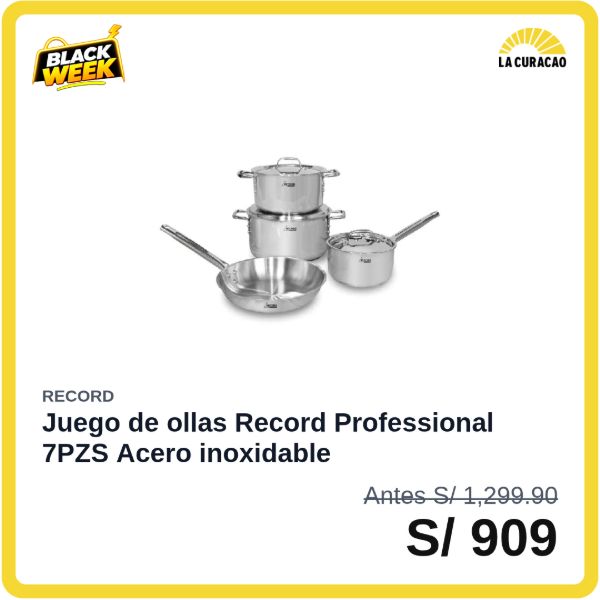 BLACK
WEEK
LA CURACAO
RECORD
Juego de ollas Record Professional
7PZS Acero inoxidable
Antes S/ 1,299.90
S/ 909